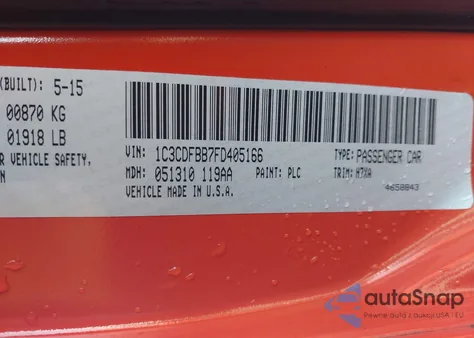 (BUILT): 5-15
00870 KG
01918 LB
R VEHICLE SAFETY,
N
VIN: 1C3CDFBB7FD405166 TYPE: PASSENGER CAR
MDH: 051310 119AA PAINT: PLC TRIM: H7XA
VEHICLE MADE IN U.S.A. 4658843
autoSnap
Pewne auta z aukcji USA i EU